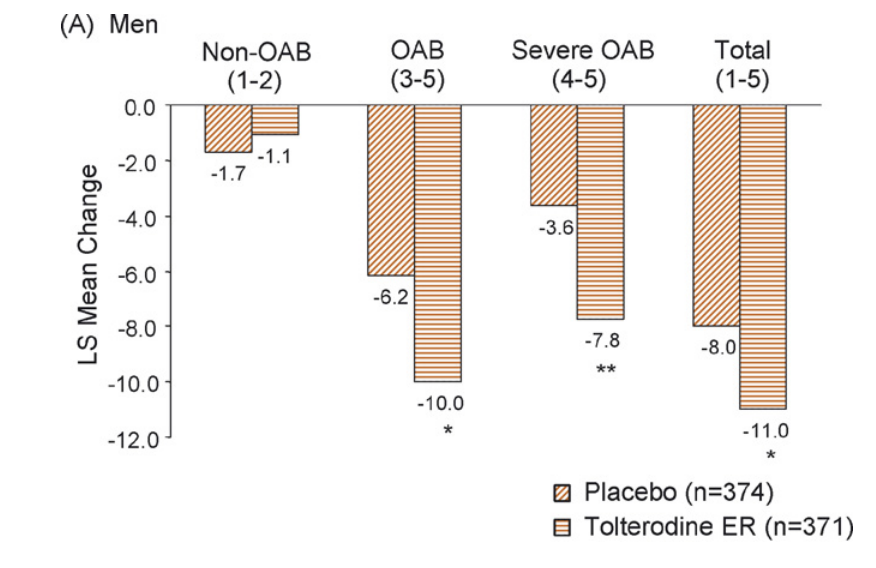 (A) Men
Non-OAB
(1-2)
OAB
(3-5)
Severe OAB
(4-5)
Total
(1-5)
LS Mean Change
0.0
-2.0
-4.0
-6.0
-8.0
-10.0
-12.0
-1.7
-1.1
-6.2
-10.0
*
-3.6
-7.8
**
-8.0
-11.0
*
Placebo (n=374)
Tolterodine ER (n=371)